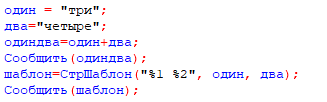 один = "три";
два="четыре";
одиндва=один+два;
Сообщить(одиндва);
шаблон=СтрШаблон("%1 %2", один, два);
Сообщить(шаблон);